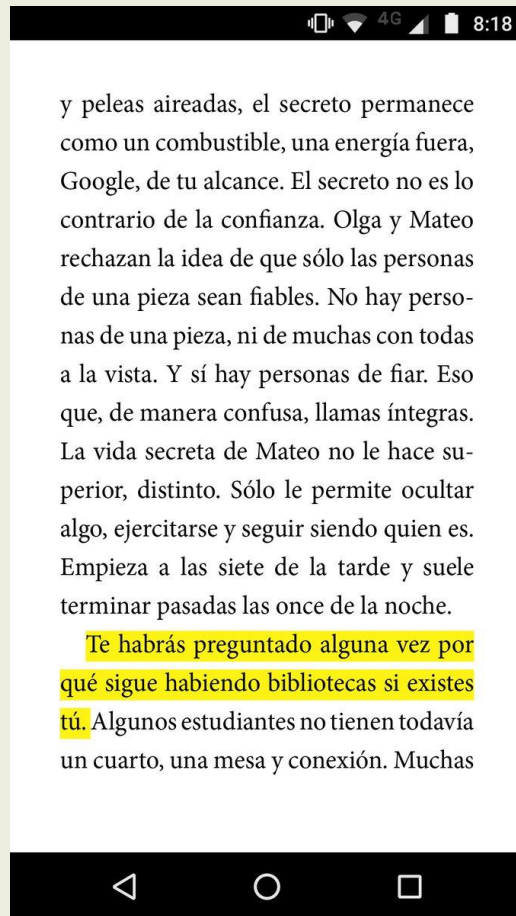 4G 8:18
y peleas aireadas, el secreto permanece
como un combustible, una energía fuera,
Google, de tu alcance. El secreto no es lo
contrario de la confianza. Olga y Mateo
rechazan la idea de que sólo las personas
de una pieza sean fiables. No hay perso-
nas de una pieza, ni de muchas con todas
a la vista. Y sí hay personas de fiar. Eso
que, de manera confusa, llamas íntegras.
La vida secreta de Mateo no le hace su-
perior, distinto. Sólo le permite ocultar
algo, ejercitarse y seguir siendo quien es.
Empieza a las siete de la tarde y suele
terminar pasadas las once de la noche.
Te habrás preguntado alguna vez por
qué sigue habiendo bibliotecas si existes
tú. Algunos estudiantes no tienen todavía
un cuarto, una mesa y conexión. Muchas